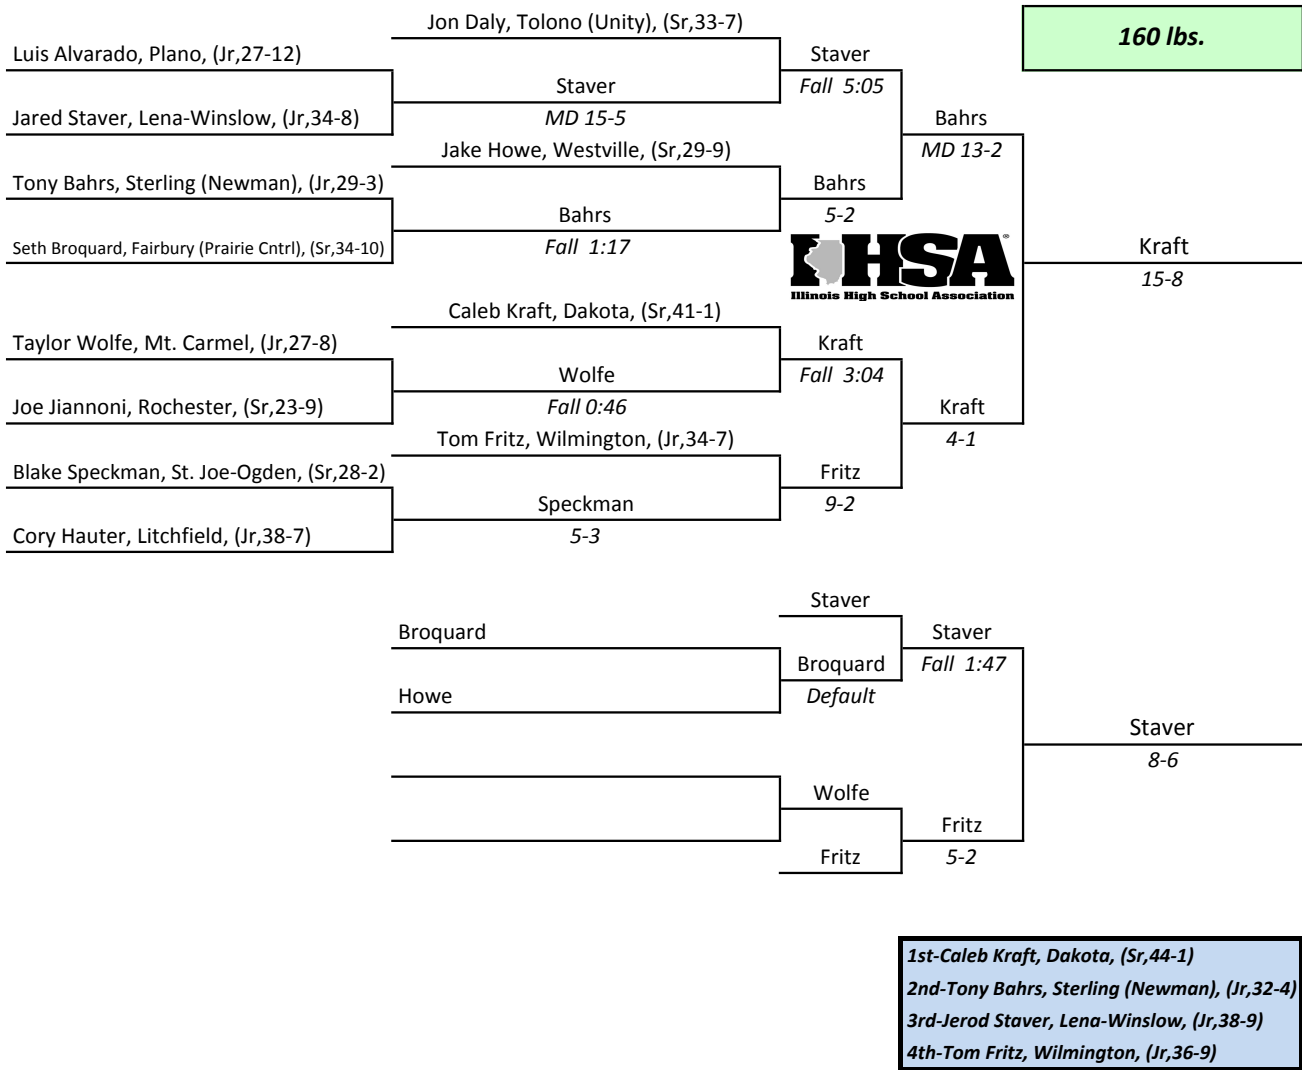 Jon Daly, Tolono (Unity), (Sr,33-7)
160 lbs.
Luis Alvarado, Plano, (Jr,27-12)
Staver
Staver
Fall 5:05
Jared Staver, Lena-Winslow, (Jr,34-8)
MD 15-5
Bahrs
Jake Howe, Westville, (Sr,29-9)
MD 13-2
Tony Bahrs, Sterling (Newman), (Jr,29-3)
Bahrs
Bahrs
5-2
Seth Broquard, Fairbury (Prairie Cntrl), (Sr,34-10)
Fall 1:17
IHSA
®
Illinois High School Association
Kraft
15-8
Caleb Kraft, Dakota, (Sr,41-1)
Taylor Wolfe, Mt. Carmel, (Jr,27-8)
Kraft
Wolfe
Fall 3:04
Joe Jiannoni, Rochester, (Sr,23-9)
Fall 0:46
Kraft
Tom Fritz, Wilmington, (Jr,34-7)
4-1
Blake Speckman, St. Joe-Ogden, (Sr,28-2)
Fritz
Speckman
9-2
Cory Hauter, Litchfield, (Jr,38-7)
5-3
Staver
Broquard
Staver
Broquard
Fall 1:47
Howe
Default
Staver
8-6
Wolfe
Fritz
Fritz
5-2
1st-Caleb Kraft, Dakota, (Sr,44-1)
2nd-Tony Bahrs, Sterling (Newman), (Jr,32-4)
3rd-Jerod Staver, Lena-Winslow, (Jr,38-9)
4th-Tom Fritz, Wilmington, (Jr,36-9)